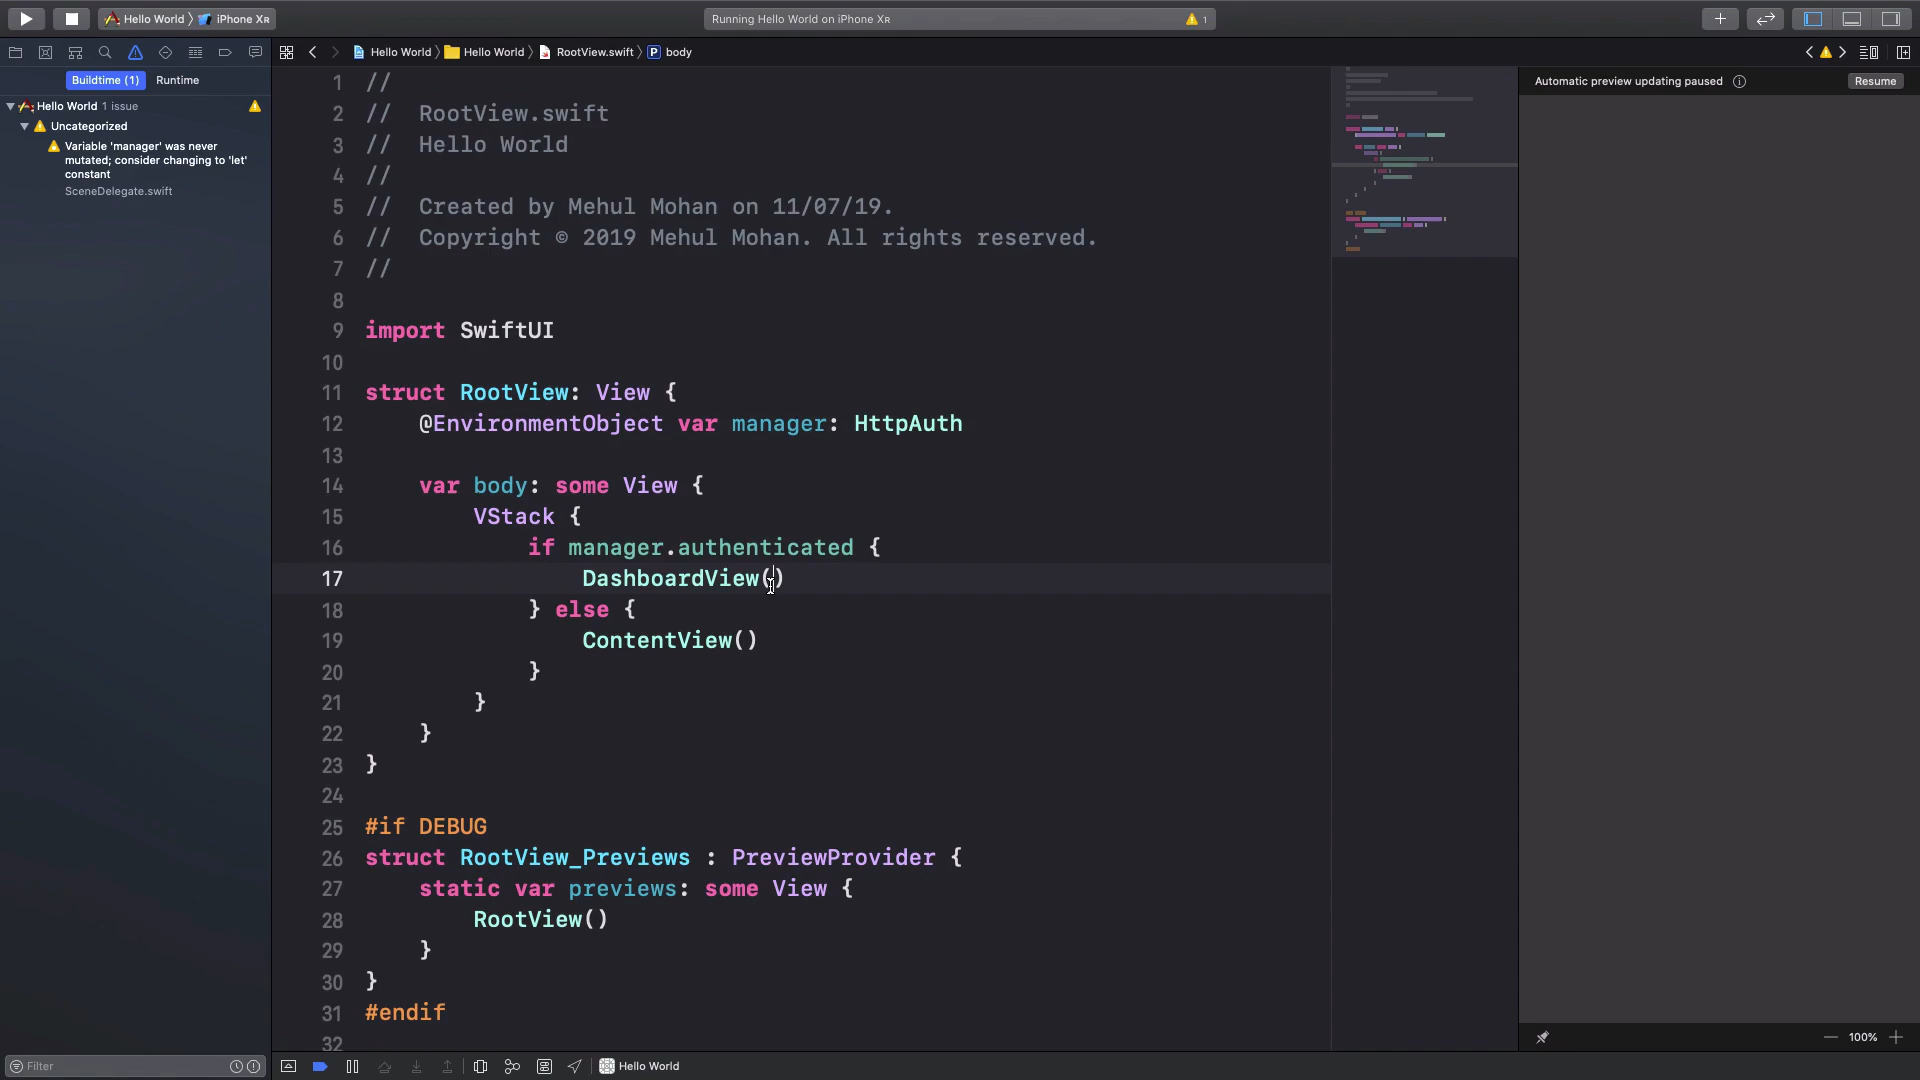 Hello World
iPhone Xʀ
Running Hello World on iPhone Xʀ
1
Hello World
Hello World
RootView.swift
P
body
Buildtime (1)
Runtime
Automatic preview updating paused
Resume
Hello World 1 issue
Uncategorized
Variable 'manager' was never
mutated; consider changing to 'let'
constant
SceneDelegate.swift
1 //
2 //  RootView.swift
3 //  Hello World
4 //
5 //  Created by Mehul Mohan on 11/07/19.
6 //  Copyright © 2019 Mehul Mohan. All rights reserved.
7 //
8
9 import SwiftUI
10
11 struct RootView: View {
12     @EnvironmentObject var manager: HttpAuth
13
14     var body: some View {
15         VStack {
16             if manager.authenticated {
17                 DashboardView()
18             } else {
19                 ContentView()
20             }
21         }
22     }
23 }
24
25 #if DEBUG
26 struct RootView_Previews : PreviewProvider {
27     static var previews: some View {
28         RootView()
29     }
30 }
31 #endif
32
100%
Filter
Hello World